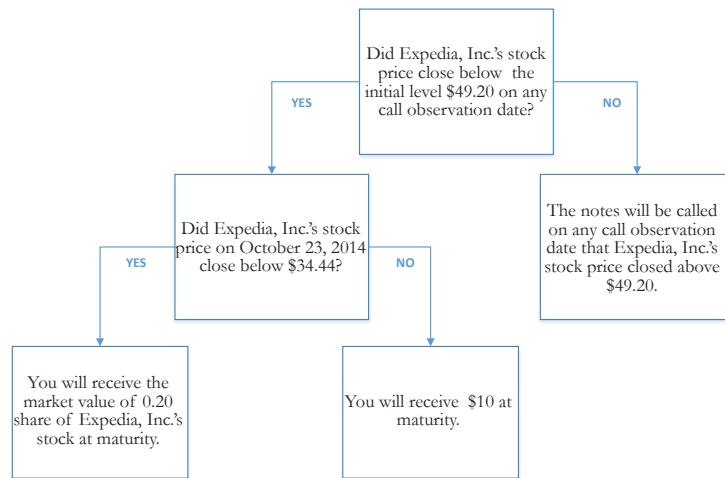 Did Expedia, Inc.'s stock
price close below the
initial level $49.20 on any
call observation date?
YES
NO
Did Expedia, Inc.'s stock
price on October 23, 2014
close below $34.44?
The notes will be called
on any call observation
date that Expedia, Inc.'s
stock price closed above
$49.20.
YES
NO
You will receive the
market value of 0.20
share of Expedia, Inc.'s
stock at maturity.
You will receive $10 at
maturity.